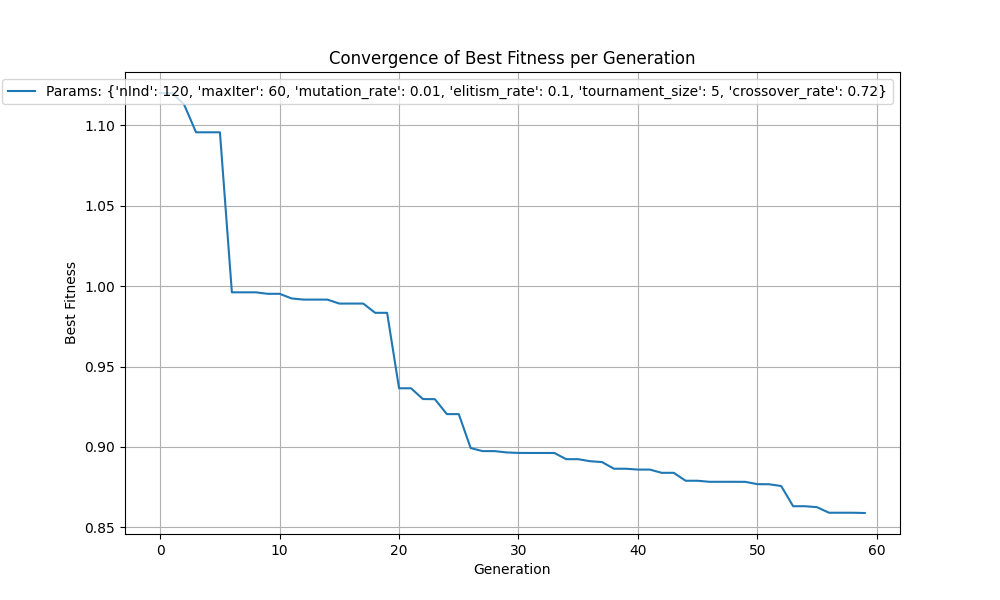 Convergence of Best Fitness per Generation
Params: {'nInd': 120, 'maxIter': 60, 'mutation_rate': 0.01, 'elitism_rate': 0.1, 'tournament_size': 5, 'crossover_rate': 0.72}
1.10
1.05
1.00
0.95
0.90
0.85
Best Fitness
0 10 20 30 40 50 60
Generation